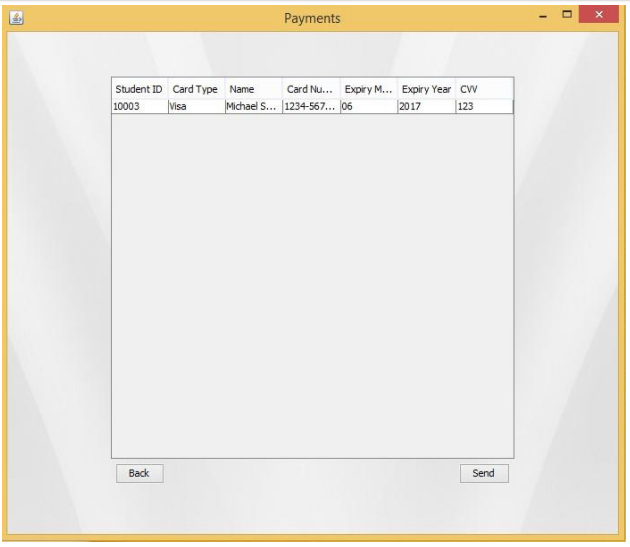 Payments
Student ID Card Type Name Card Nu... Expiry M... Expiry Year CVV
10003 Visa Michael S... 1234-567... 06 2017 123
Back Send